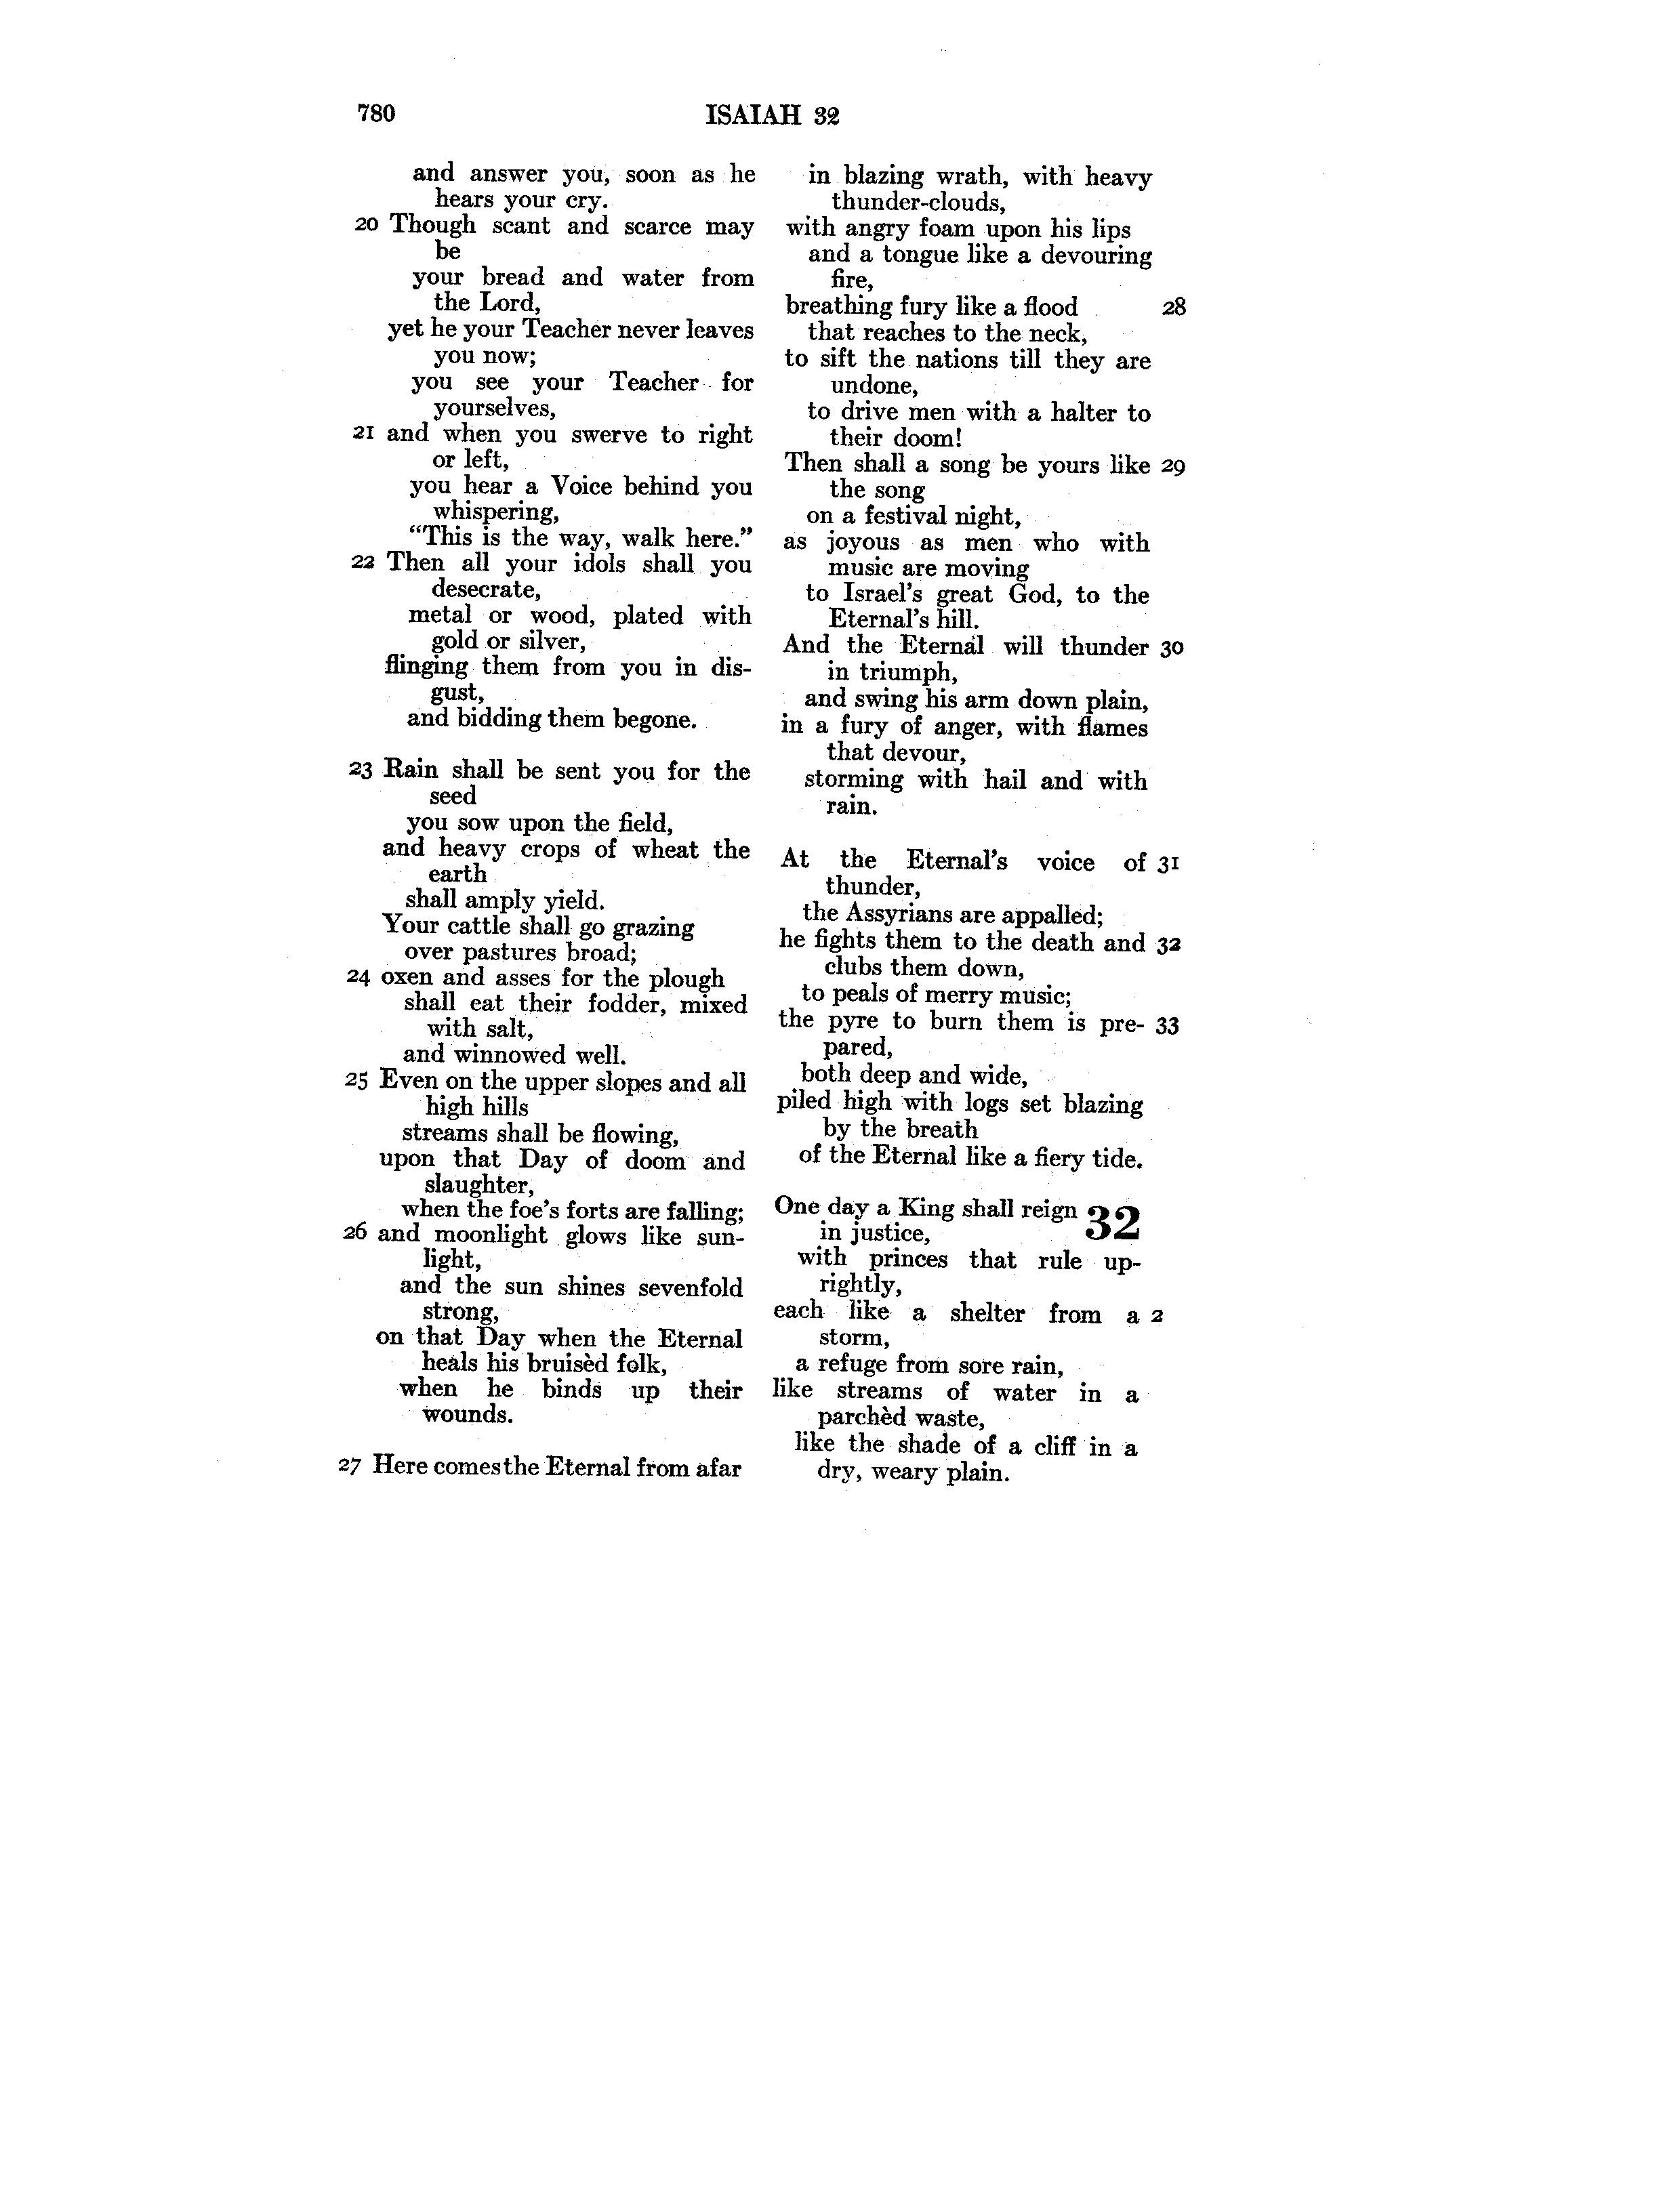 780
ISAIAH 32
and answer you, soon as he
hears your cry.
20 Though scant and scarce may
be
your bread and water from
the Lord,
yet he your Teacher never leaves
you now;
you see your Teacher for
yourselves,
21 and when you swerve to right
or left,
you hear a Voice behind you
whispering,
“This is the way, walk here.”
22 Then all your idols shall you
desecrate,
metal or wood, plated with
gold or silver,
flinging them from you in dis-
gust,
and bidding them begone.
23 Rain shall be sent you for the
seed
you sow upon the field,
and heavy crops of wheat the
earth
shall amply yield.
Your cattle shall go grazing
over pastures broad;
24 oxen and asses for the plough
shall eat their fodder, mixed
with salt,
and winnowed well.
25 Even on the upper slopes and all
high hills
streams shall be flowing,
upon that Day of doom and
slaughter,
when the foe’s forts are falling;
26 and moonlight glows like sun-
light,
and the sun shines sevenfold
strong,
on that Day when the Eternal
heals his bruisèd folk,
when he binds up their
wounds.
27 Here comes the Eternal from afar
in blazing wrath, with heavy
thunder-clouds,
with angry foam upon his lips
and a tongue like a devouring
fire,
breathing fury like a flood 28
that reaches to the neck,
to sift the nations till they are
undone,
to drive men with a halter to
their doom!
Then shall a song be yours like 29
the song
on a festival night,
as joyous as men who with
music are moving
to Israel’s great God, to the
Eternal’s hill.
And the Eternal will thunder 30
in triumph,
and swing his arm down plain,
in a fury of anger, with flames
that devour,
storming with hail and with
rain.
At the Eternal’s voice of 31
thunder,
the Assyrians are appalled;
he fights them to the death and 32
clubs them down,
to peals of merry music;
the pyre to burn them is pre- 33
pared,
both deep and wide,
piled high with logs set blazing
by the breath
of the Eternal like a fiery tide.
One day a King shall reign 32
in justice,
with princes that rule up-
rightly,
each like a shelter from a 2
storm,
a refuge from sore rain,
like streams of water in a
parchèd waste,
like the shade of a cliff in a
dry, weary plain.